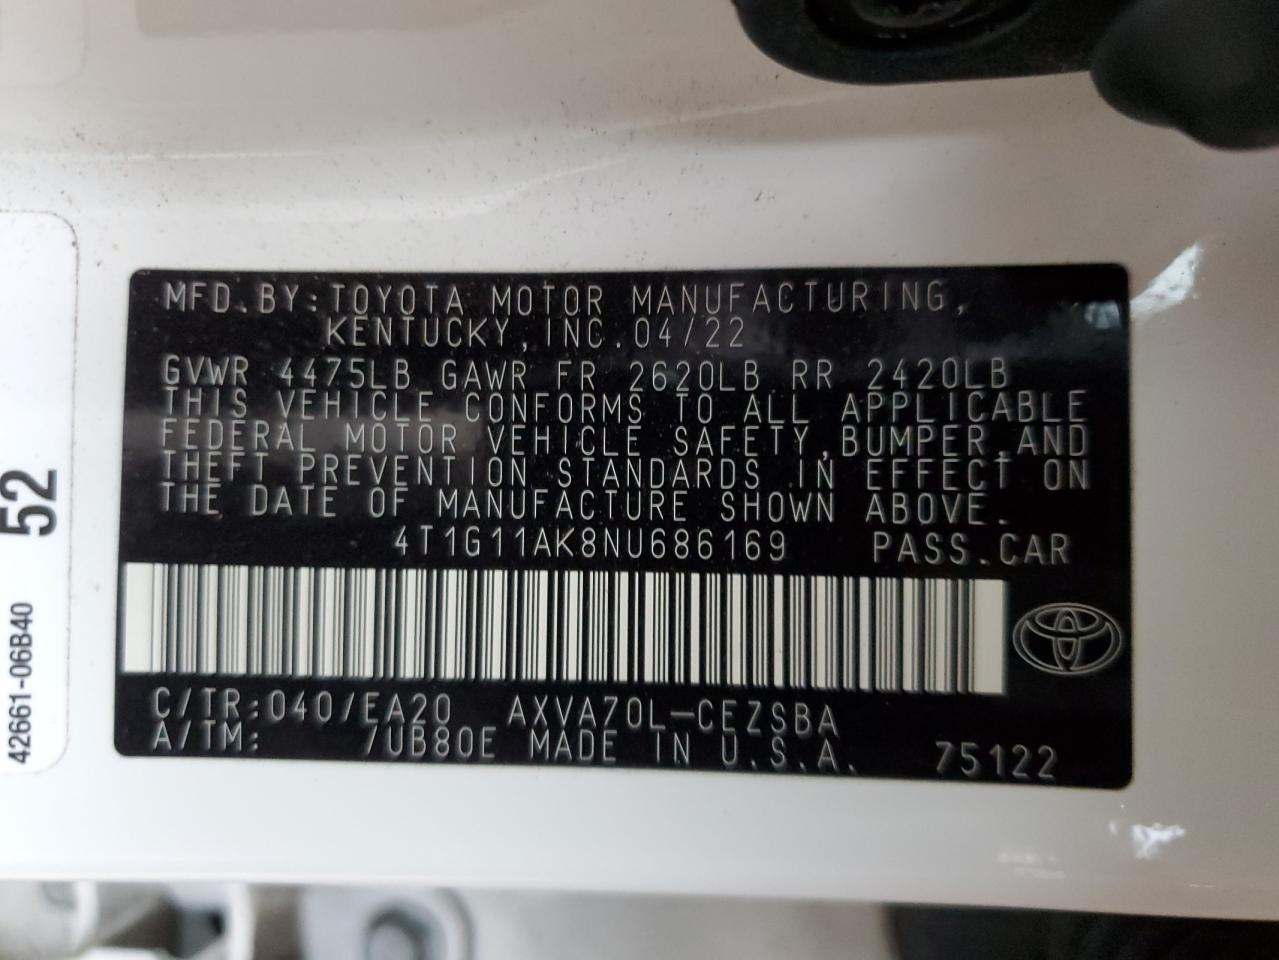 MFD.BY:TOYOTA MOTOR MANUFACTURING,
KENTUCKY,INC.04/22
GVWR 4475LB GAWR FR 2620LB RR 2420LB
THIS VEHICLE CONFORMS TO ALL APPLICABLE
FEDERAL MOTOR VEHICLE SAFETY,BUMPER,AND
THEFT PREVENTION STANDARDS IN EFFECT ON
THE DATE OF MANUFACTURE SHOWN ABOVE.
4T1G11AK8NU686169 PASS.CAR
C/TR:040/EA20 AXVA70L-CEZSBA
A/TM: /UB80E MADE IN U.S.A. 75122
42661-06B40 52